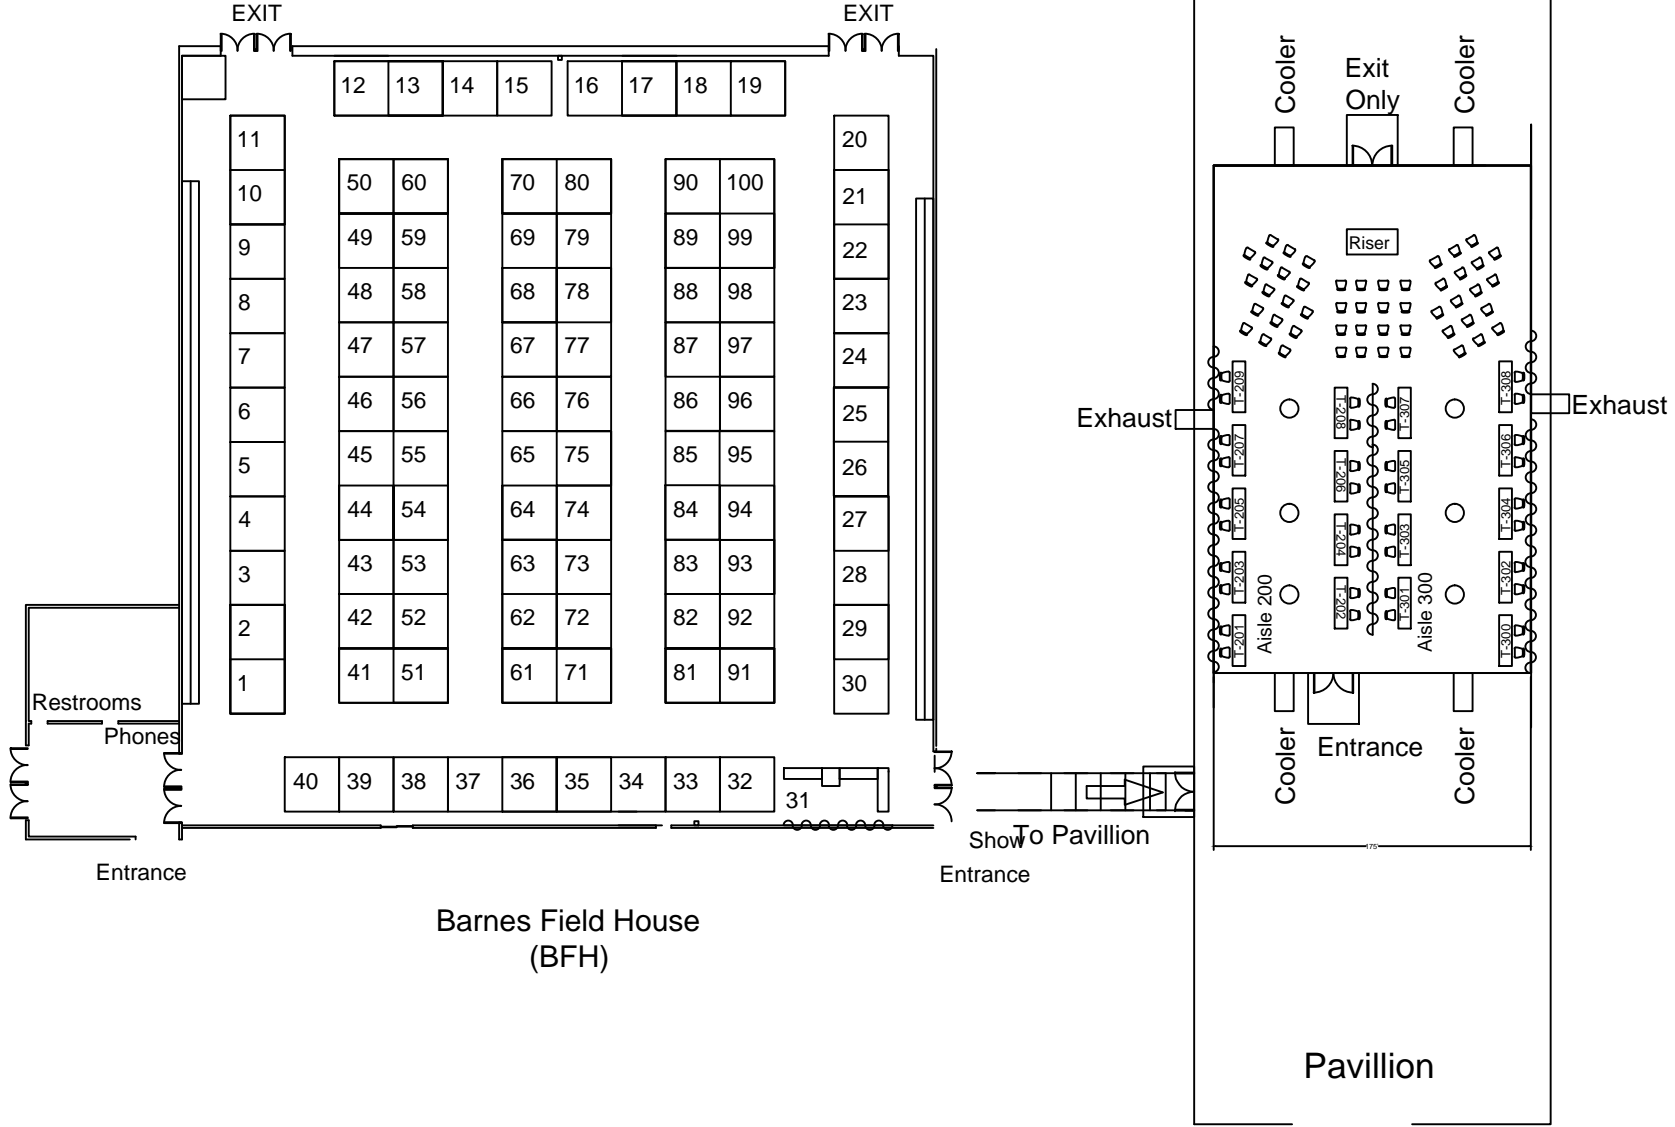 EXIT
EXIT
12 13 14 15 16 17 18 19
11
10
9
8
7
6
5
4
3
2
1
50 60
49 59
48 58
47 57
46 56
45 55
44 54
43 53
42 52
41 51
70 80
69 79
68 78
67 77
66 76
65 75
64 74
63 73
62 72
61 71
90 100
89 99
88 98
87 97
86 96
85 95
84 94
83 93
82 92
81 91
20
21
22
23
24
25
26
27
28
29
30
40 39 38 37 36 35 34 33 32
31
Restrooms
Phones
Entrance
Show
Entrance
To Pavillion
Barnes Field House
(BFH)
Cooler
Exit
Only
Cooler
Riser
Exhaust
Exhaust
T-209
T-207
T-205
T-203
T-201
Aisle 200
T-208
T-206
T-204
T-202
T-307
T-305
T-303
T-301
Aisle 300
T-308
T-306
T-304
T-302
T-300
Cooler
Entrance
Cooler
175'
Pavillion